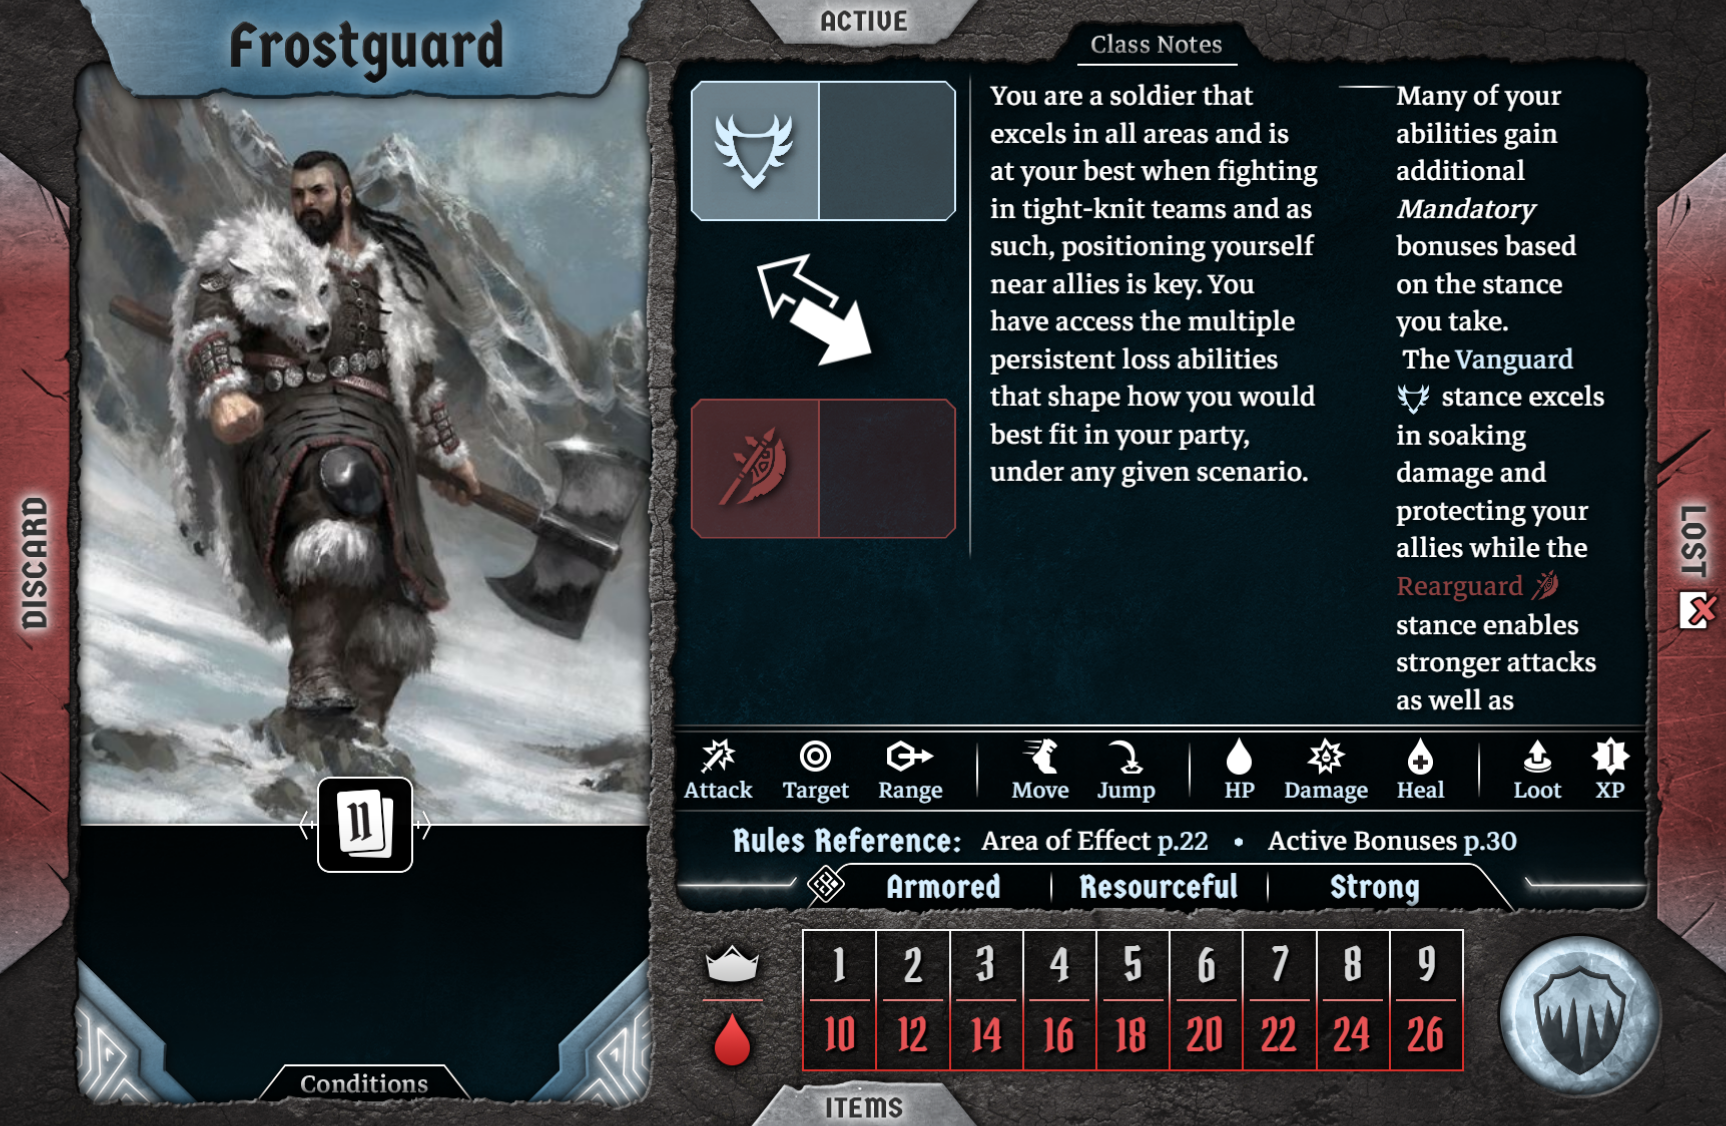 Frostguard
ACTIVE
Class Notes
You are a soldier that
excels in all areas and is
at your best when fighting
in tight-knit teams and as
such, positioning yourself
near allies is key. You
have access the multiple
persistent loss abilities
that shape how you would
best fit in your party,
under any given scenario.
Many of your
abilities gain
additional
Mandatory
bonuses based
on the stance
you take.
The Vanguard
stance excels
in soaking
damage and
protecting your
allies while the
Rearguard
stance enables
stronger attacks
as well as
DISCARD
LOST
11
Attack Target Range Move Jump HP Damage Heal Loot XP
Rules Reference: Area of Effect p.22 • Active Bonuses p.30
Armored | Resourceful | Strong
1 2 3 4 5 6 7 8 9
10 12 14 16 18 20 22 24 26
Conditions
ITEMS